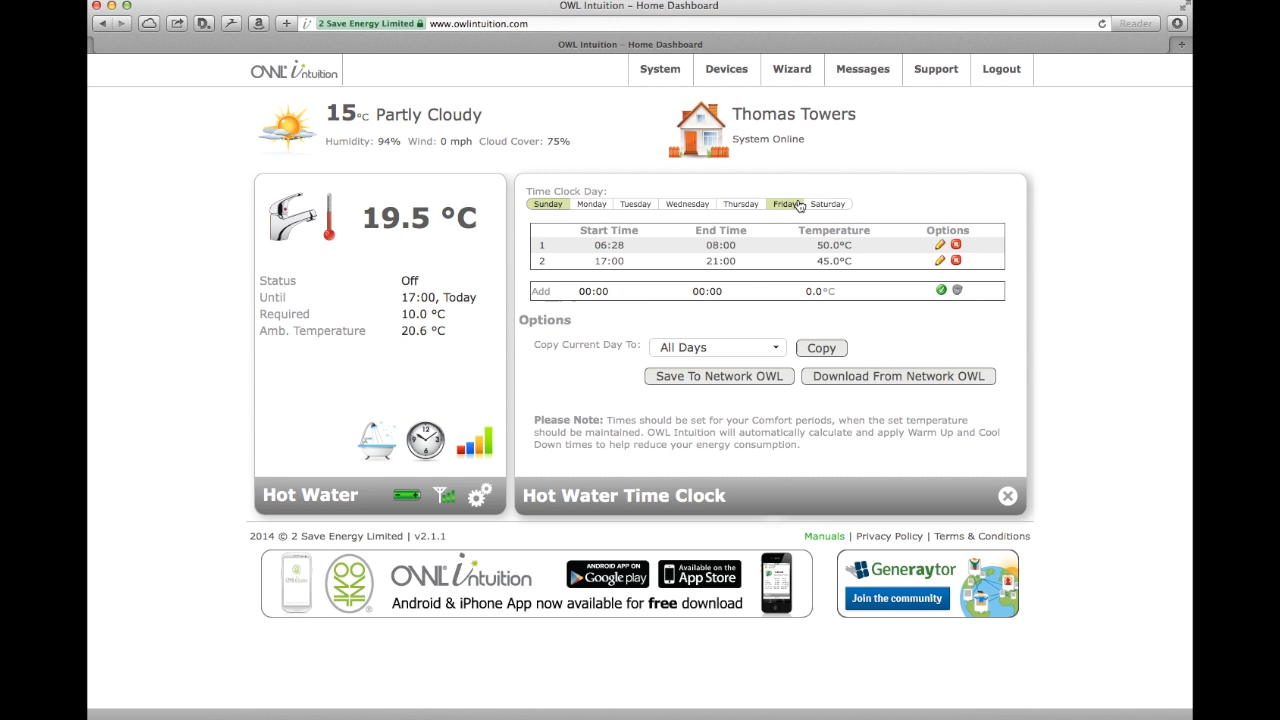 OWL Intuition – Home Dashboard
2 Save Energy Limited www.owlintuition.com
Reader
OWL Intuition – Home Dashboard
OWL intuition
System Devices Wizard Messages Support Logout
15°C Partly Cloudy
Humidity: 94% Wind: 0 mph Cloud Cover: 75%
Thomas Towers
System Online
19.5 °C
Status Off
Until 17:00, Today
Required 10.0 °C
Amb. Temperature 20.6 °C
Hot Water
Time Clock Day:
Sunday Monday Tuesday Wednesday Thursday Friday Saturday
Start Time End Time Temperature Options
1 06:28 08:00 50.0°C
2 17:00 21:00 45.0°C
Add 00:00 00:00 0.0°C
Options
Copy Current Day To: All Days Copy
Save To Network OWL Download From Network OWL
Please Note: Times should be set for your Comfort periods, when the set temperature
should be maintained. OWL Intuition will automatically calculate and apply Warm Up and Cool
Down times to help reduce your energy consumption.
Hot Water Time Clock
2014 © 2 Save Energy Limited | v2.1.1
Manuals | Privacy Policy | Terms & Conditions
OWL intuition
ANDROID APP ON
Google play
Available on the
App Store
Android & iPhone App now available for free download
Generaytor
Join the community